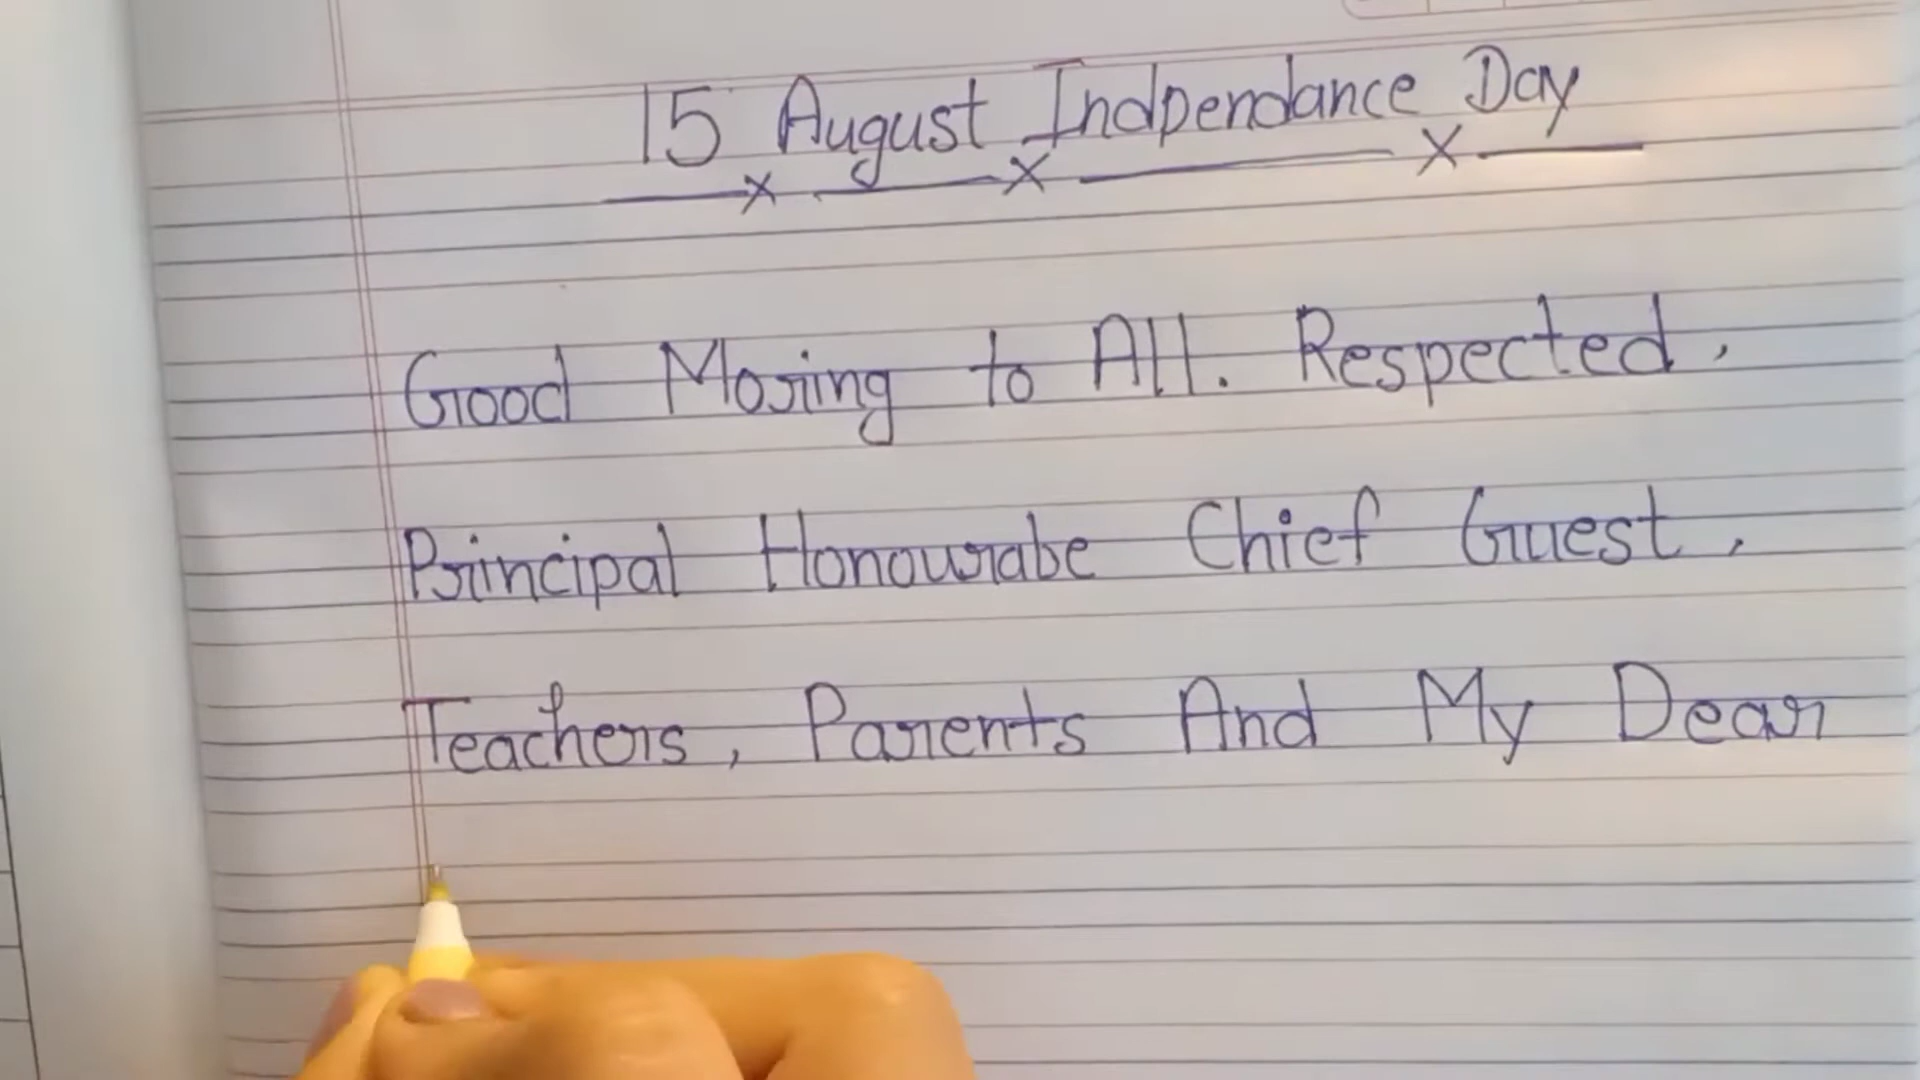 15 August Indpendance Day
Good Moring to All. Respected,
Principal Honourabe Chief Guest,
Teachers, Parents And My Dear